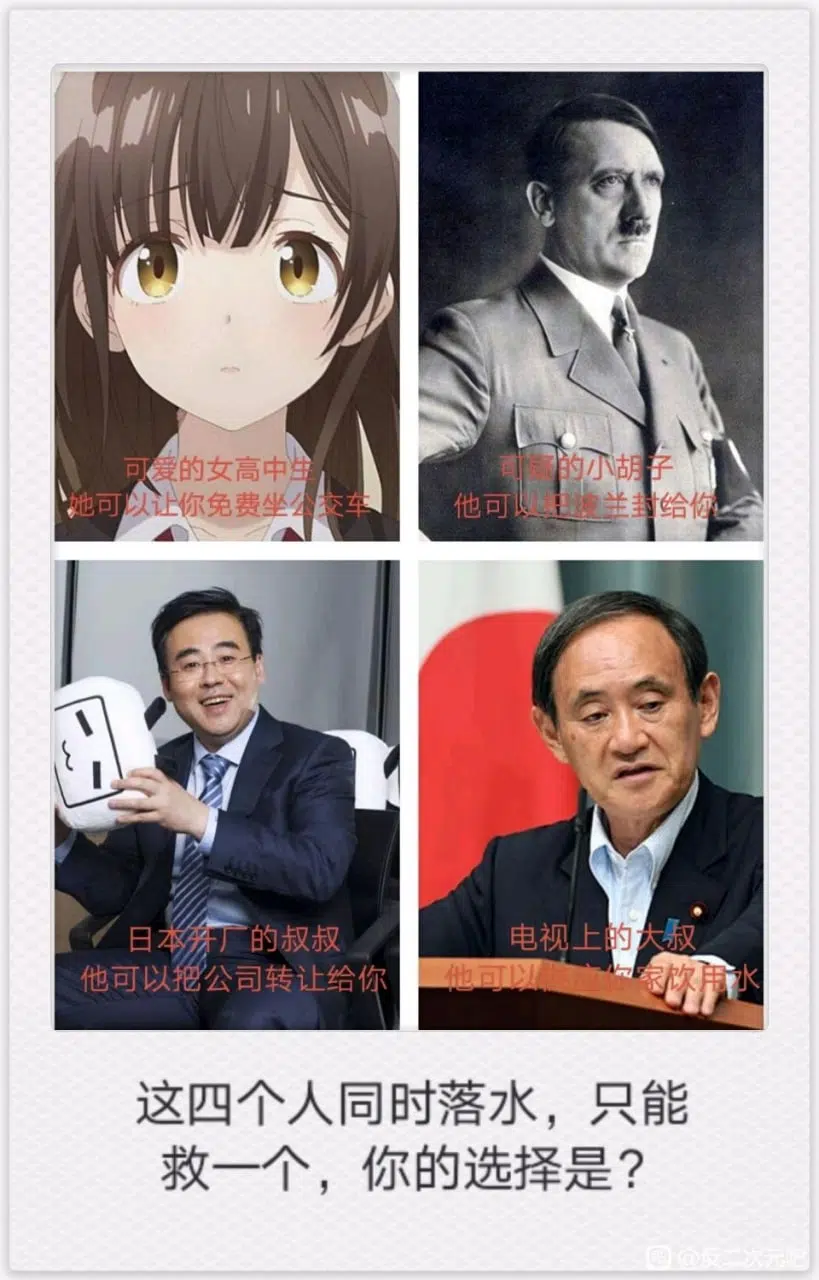 可爱的女高中生
她可以让你免费坐公交车
可疑的小胡子
他可以把波兰封给你
日本开厂的叔叔
他可以把公司转让给你
电视上的大叔
他可以供应你家饮用水
这四个人同时落水，只能
救一个，你的选择是？
@反二次元吧